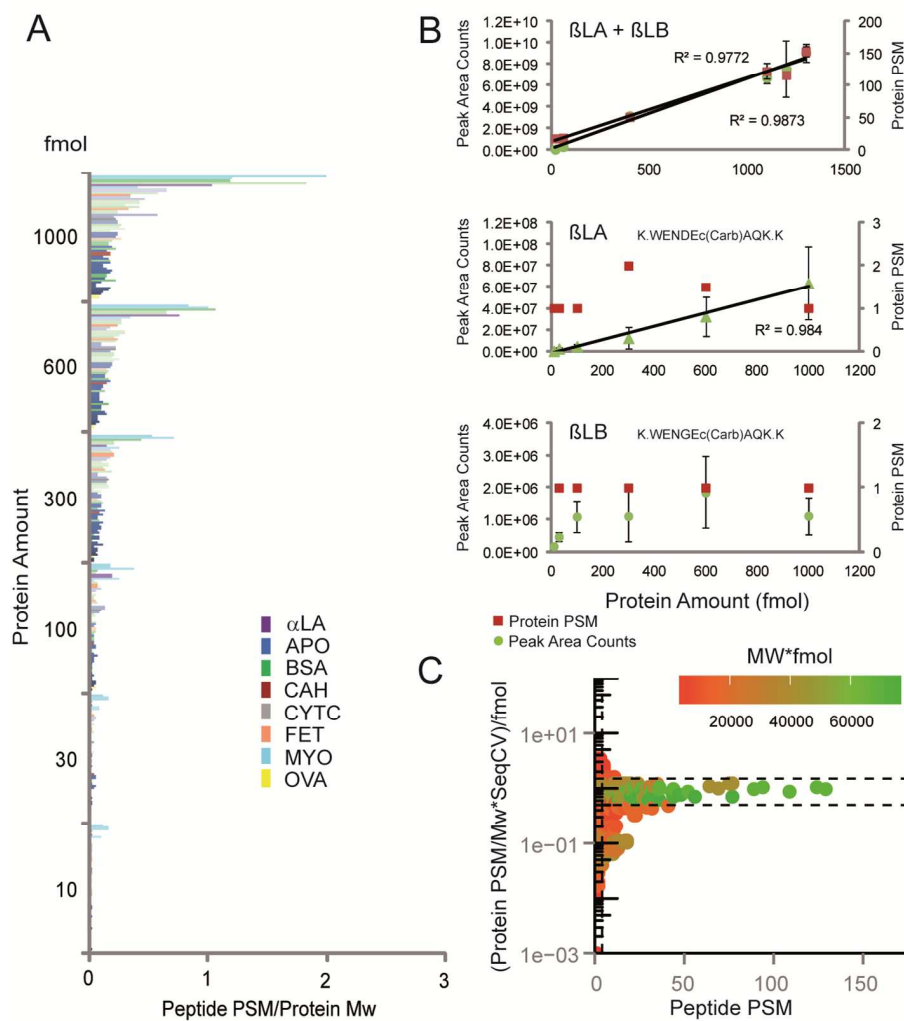 A
fmol
1000
600
300
100
30
10
Protein Amount
0
1
2
3
Peptide PSM/Protein Mw
αLA
APO
BSA
CAH
CYTC
FET
MYO
OVA
B
ßLA + ßLB
Peak Area Counts
1.2E+10
1.0E+10
8.0E+09
6.0E+09
4.0E+09
2.0E+09
0.0E+00
R² = 0.9772
R² = 0.9873
200
150
100
50
0
Protein PSM
0
500
1000
1500
ßLA
K.WENDEc(Carb)AQK.K
Peak Area Counts
1.2E+08
1.0E+08
8.0E+07
6.0E+07
4.0E+07
2.0E+07
0.0E+00
R² = 0.984
3
2
1
0
Protein PSM
0
200
400
600
800
1000
1200
ßLB
K.WENGEc(Carb)AQK.K
Peak Area Counts
4.0E+06
3.0E+06
2.0E+06
1.0E+06
0.0E+00
2
1
0
Protein PSM
0
200
400
600
800
1000
1200
Protein Amount (fmol)
Protein PSM
Peak Area Counts
C
MW*fmol
20000
40000
60000
(Protein PSM/Mw*SeqCV)/fmol
1e+01
1e−01
1e−03
0
50
100
150
Peptide PSM